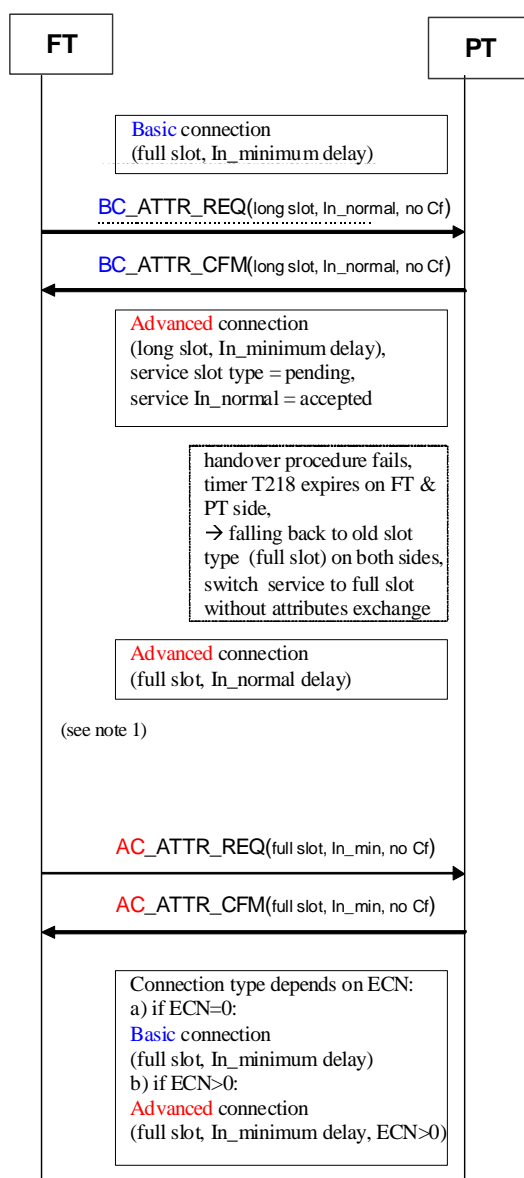 FT
PT
Basic connection
(full slot, In_minimum delay)
BC_ATTR_REQ(long slot, In_normal, no Cf)
BC_ATTR_CFM(long slot, In_normal, no Cf)
Advanced connection
(long slot, In_minimum delay),
service slot type = pending,
service In_normal = accepted
handover procedure fails,
timer T218 expires on FT &
PT side,
→ falling back to old slot
type (full slot) on both sides,
switch service to full slot
without attributes exchange
Advanced connection
(full slot, In_normal delay)
(see note 1)
AC_ATTR_REQ(full slot, In_min, no Cf)
AC_ATTR_CFM(full slot, In_min, no Cf)
Connection type depends on ECN:
a) if ECN=0:
Basic connection
(full slot, In_minimum delay)
b) if ECN>0:
Advanced connection
(full slot, In_minimum delay, ECN>0)